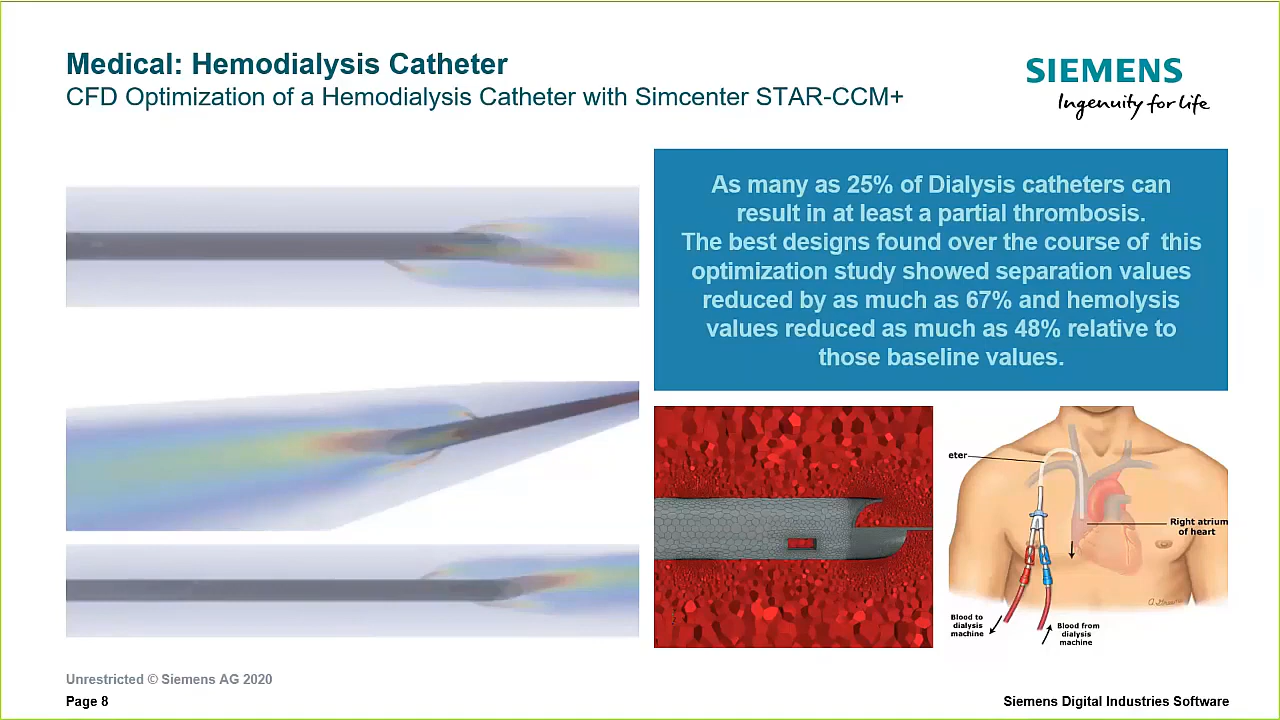 Medical: Hemodialysis Catheter
CFD Optimization of a Hemodialysis Catheter with Simcenter STAR-CCM+
SIEMENS
Ingenuity for life
As many as 25% of Dialysis catheters can
result in at least a partial thrombosis.
The best designs found over the course of this
optimization study showed separation values
reduced by as much as 67% and hemolysis
values reduced as much as 48% relative to
those baseline values.
eter
Right atrium
of heart
Blood to
dialysis
machine
Blood from
dialysis
machine
Unrestricted © Siemens AG 2020
Page 8
Siemens Digital Industries Software